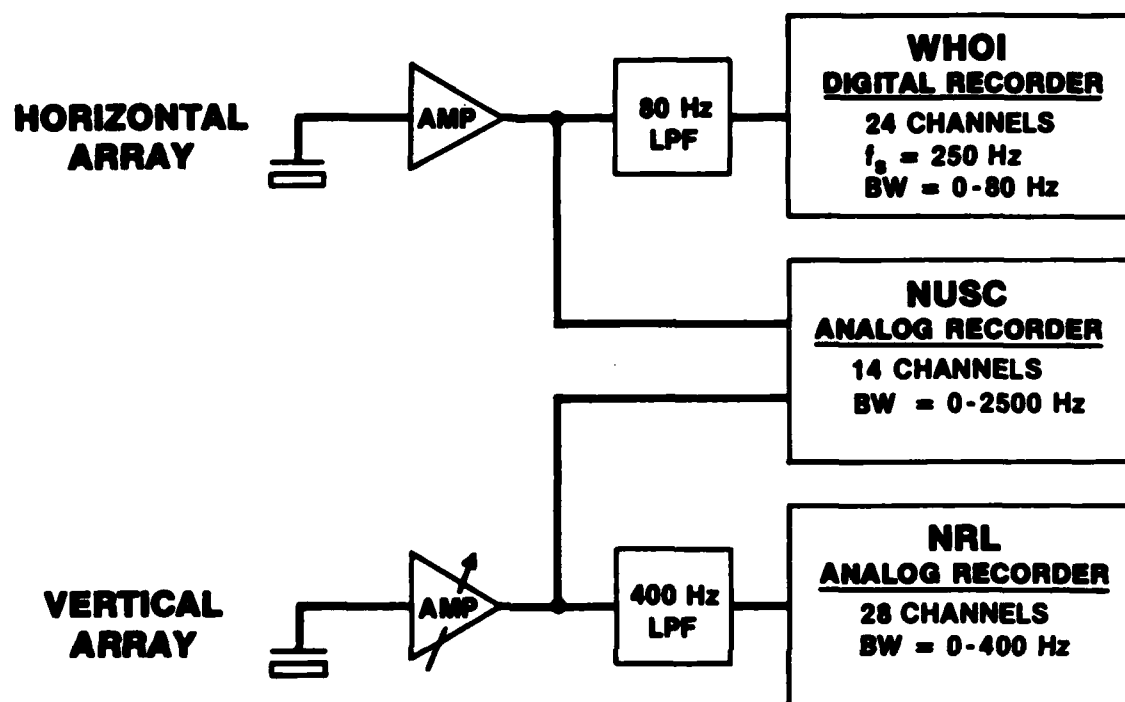 HORIZONTAL
ARRAY
AMP
80 Hz
LPF
WHOI
DIGITAL RECORDER
24 CHANNELS
fs = 250 Hz
BW = 0-80 Hz
NUSC
ANALOG RECORDER
14 CHANNELS
BW = 0-2500 Hz
VERTICAL
ARRAY
AMP
400 Hz
LPF
NRL
ANALOG RECORDER
28 CHANNELS
BW = 0-400 Hz